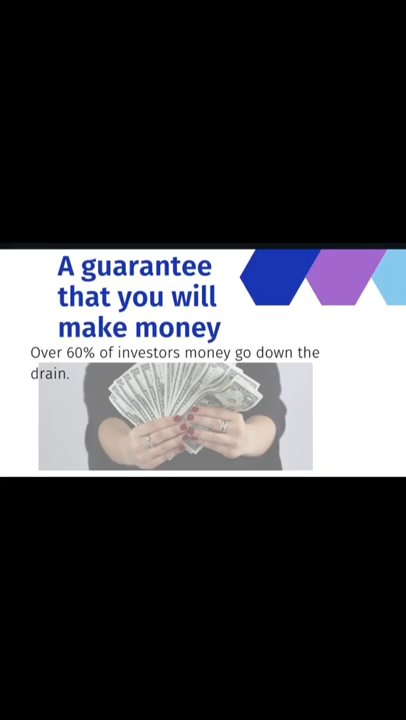 A guarantee
that you will
make money
Over 60% of investors money go down the
drain.